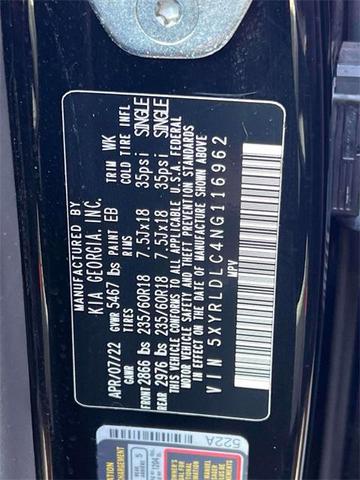 MANUFACTURED BY
KIA GEORGIA, INC.
APR/07/22 GVWR 5467 lbs PAINT EB TRIM WK
GAWR TIRES RIMS COLD TIRE INFL
FRONT 2866 lbs 235/60R18 7.5Jx18 35psi SINGLE
REAR 2976 lbs 235/60R18 7.5Jx18 35psi SINGLE
THIS VEHICLE CONFORMS TO ALL APPLICABLE U.S.A. FEDERAL
MOTOR VEHICLE SAFETY AND THEFT PREVENTION STANDARDS
IN EFFECT ON THE DATE OF MANUFACTURE SHOWN ABOVE
VIN 5XYRLDLC4NG116962
MPV
522A